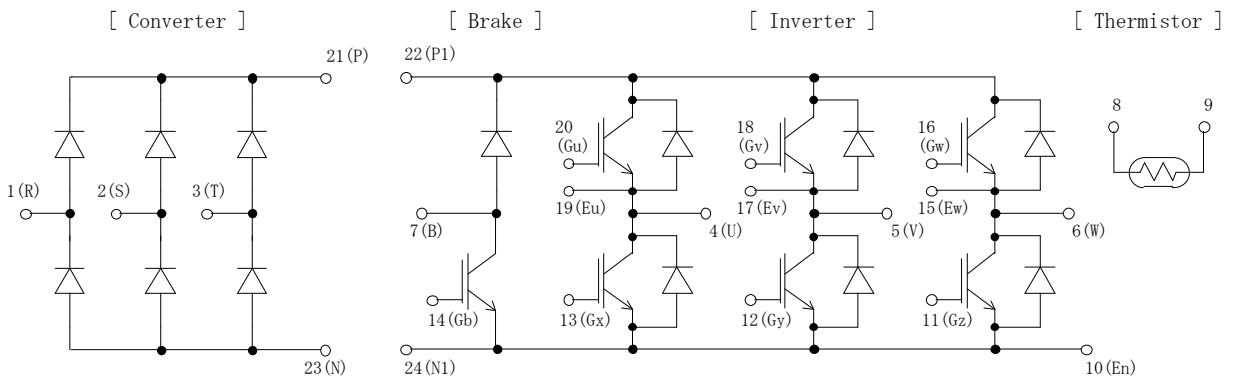 [ Converter ]
[ Brake ]
[ Inverter ]
[ Thermistor ]
21(P)
22(P1)
8
9
20
(Gu)
18
(Gv)
16
(Gw)
1(R)
2(S)
3(T)
19(Eu)
17(Ev)
15(Ew)
7(B)
4(U)
5(V)
6(W)
14(Gb)
13(Gx)
12(Gy)
11(Gz)
23(N)
24(N1)
10(En)